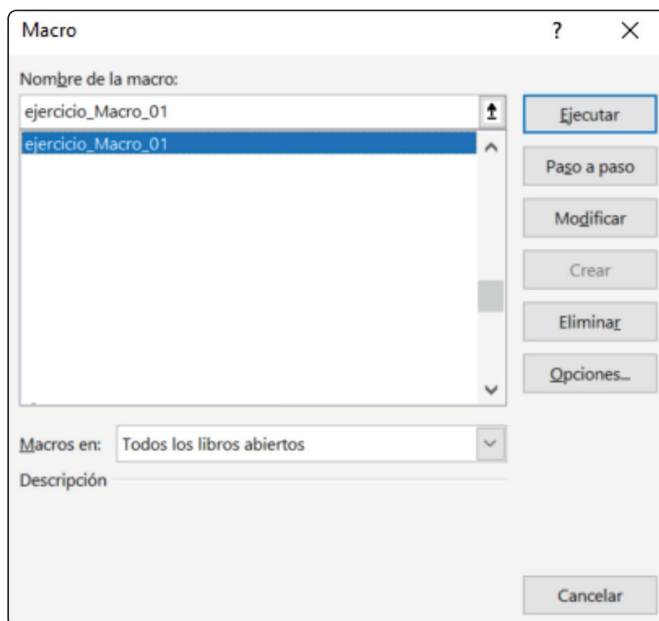 Macro ? X
Nombre de la macro:
ejercicio_Macro_01
ejercicio_Macro_01
Ejecutar
Paso a paso
Modificar
Crear
Eliminar
Opciones...
Macros en: Todos los libros abiertos
Descripción
Cancelar